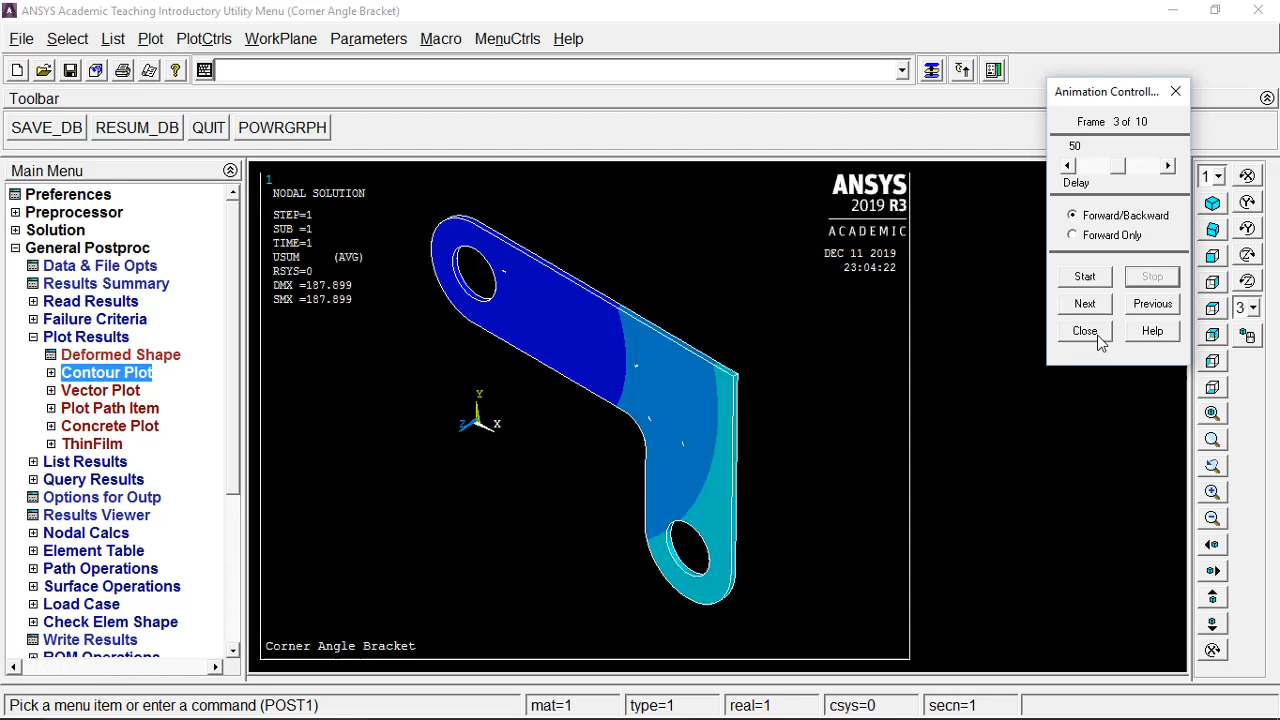 ANSYS Academic Teaching Introductory Utility Menu (Corner Angle Bracket)
File Select List Plot PlotCtrls WorkPlane Parameters Macro MenuCtrls Help
Toolbar
SAVE_DB RESUM_DB QUIT POWRGRPH
Main Menu
Preferences
Preprocessor
Solution
General Postproc
Data & File Opts
Results Summary
Read Results
Failure Criteria
Plot Results
Deformed Shape
Contour Plot
Vector Plot
Plot Path Item
Concrete Plot
ThinFilm
List Results
Query Results
Options for Outp
Results Viewer
Nodal Calcs
Element Table
Path Operations
Surface Operations
Load Case
Check Elem Shape
Write Results
ROM Operations
1
NODAL SOLUTION
STEP=1
SUB =1
TIME=1
USUM (AVG)
RSYS=0
DMX =187.899
SMX =187.899
ANSYS
2019 R3
ACADEMIC
DEC 11 2019
23:04:22
Y
Z X
Corner Angle Bracket
Animation Controll...
Frame 3 of 10
50
Delay
Forward/Backward
Forward Only
Start Stop
Next Previous
Close Help
1
3
Pick a menu item or enter a command (POST1) mat=1 type=1 real=1 csys=0 secn=1